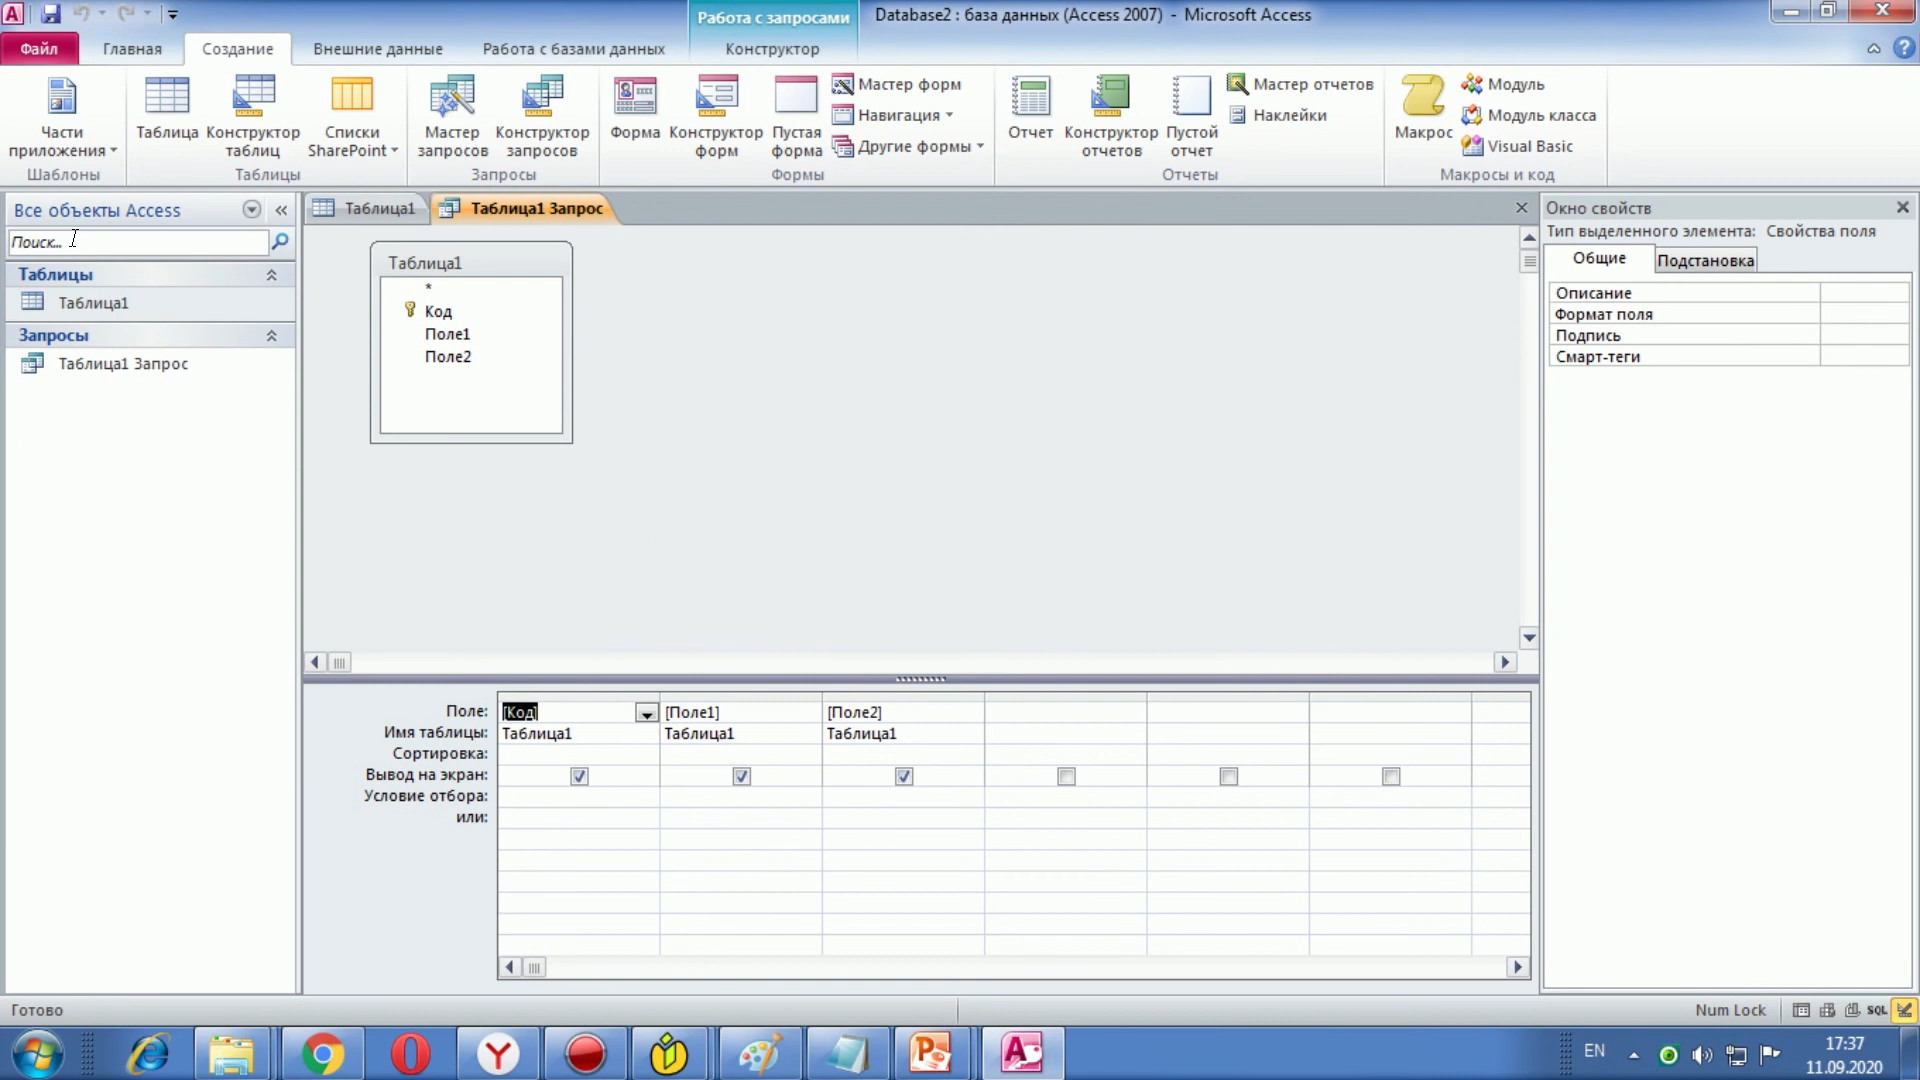 Работа с запросами
Database2 : база данных (Access 2007) - Microsoft Access
Файл
Главная
Создание
Внешние данные
Работа с базами данных
Конструктор
Части приложения
Таблица
Конструктор таблиц
Списки SharePoint
Мастер запросов
Конструктор запросов
Форма
Конструктор форм
Пустая форма
Мастер форм
Навигация
Другие формы
Отчет
Конструктор отчетов
Пустой отчет
Мастер отчетов
Наклейки
Макрос
Модуль
Модуль класса
Visual Basic
Шаблоны
Таблицы
Запросы
Формы
Отчеты
Макросы и код
Все объекты Access
Поиск...
Таблицы
Таблица1
Запросы
Таблица1 Запрос
Таблица1
Таблица1 Запрос
Таблица1
*
Код
Поле1
Поле2
Поле: [Код] [Поле1] [Поле2]
Имя таблицы: Таблица1 Таблица1 Таблица1
Сортировка:
Вывод на экран:
Условие отбора:
или:
Окно свойств
Тип выделенного элемента: Свойства поля
Общие
Подстановка
Описание
Формат поля
Подпись
Смарт-теги
Готово
Num Lock
SQL
EN
17:37
11.09.2020